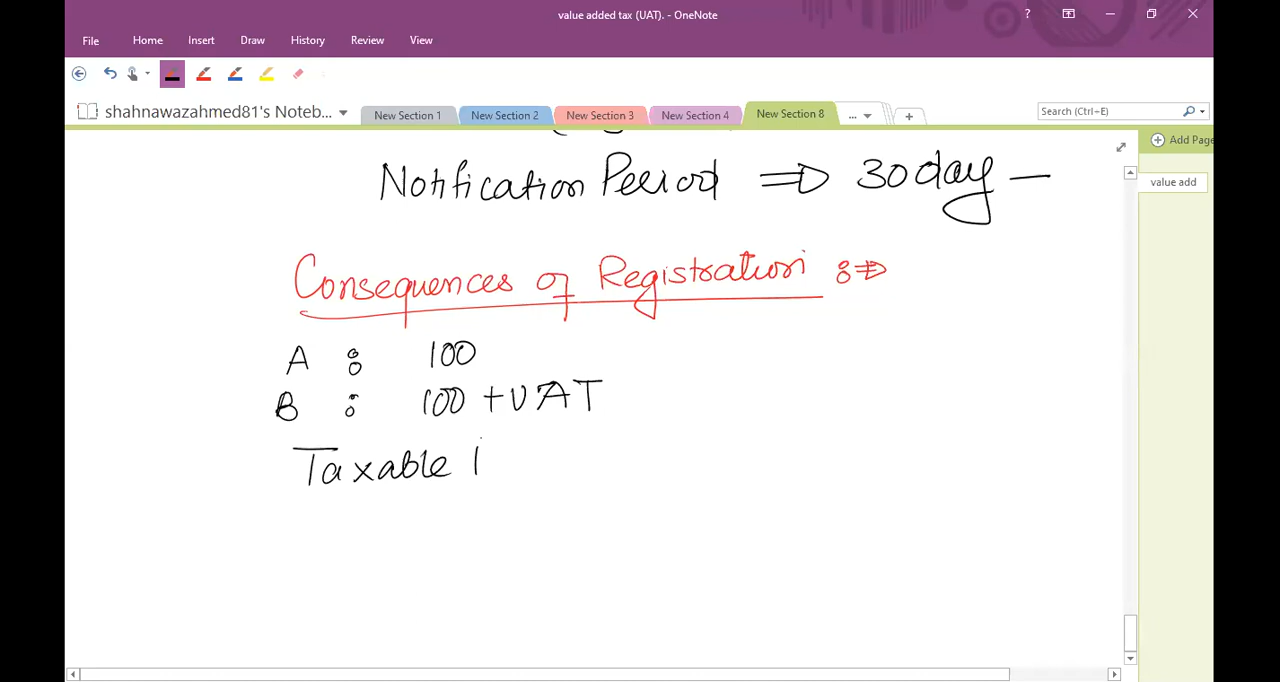 value added tax (UAT). - OneNote
?
File Home Insert Draw History Review View
shahnawazahmed81's Noteb... New Section 1 New Section 2 New Section 3 New Section 4 New Section 8 ... + Search (Ctrl+E)
Add Page
value add
Notification Period ⇒ 30 day —
Consequences of Registration :⇒
A : 100
B : 100 + VAT
Taxable i